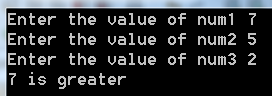 Enter the value of num1 7
Enter the value of num2 5
Enter the value of num3 2
7 is greater